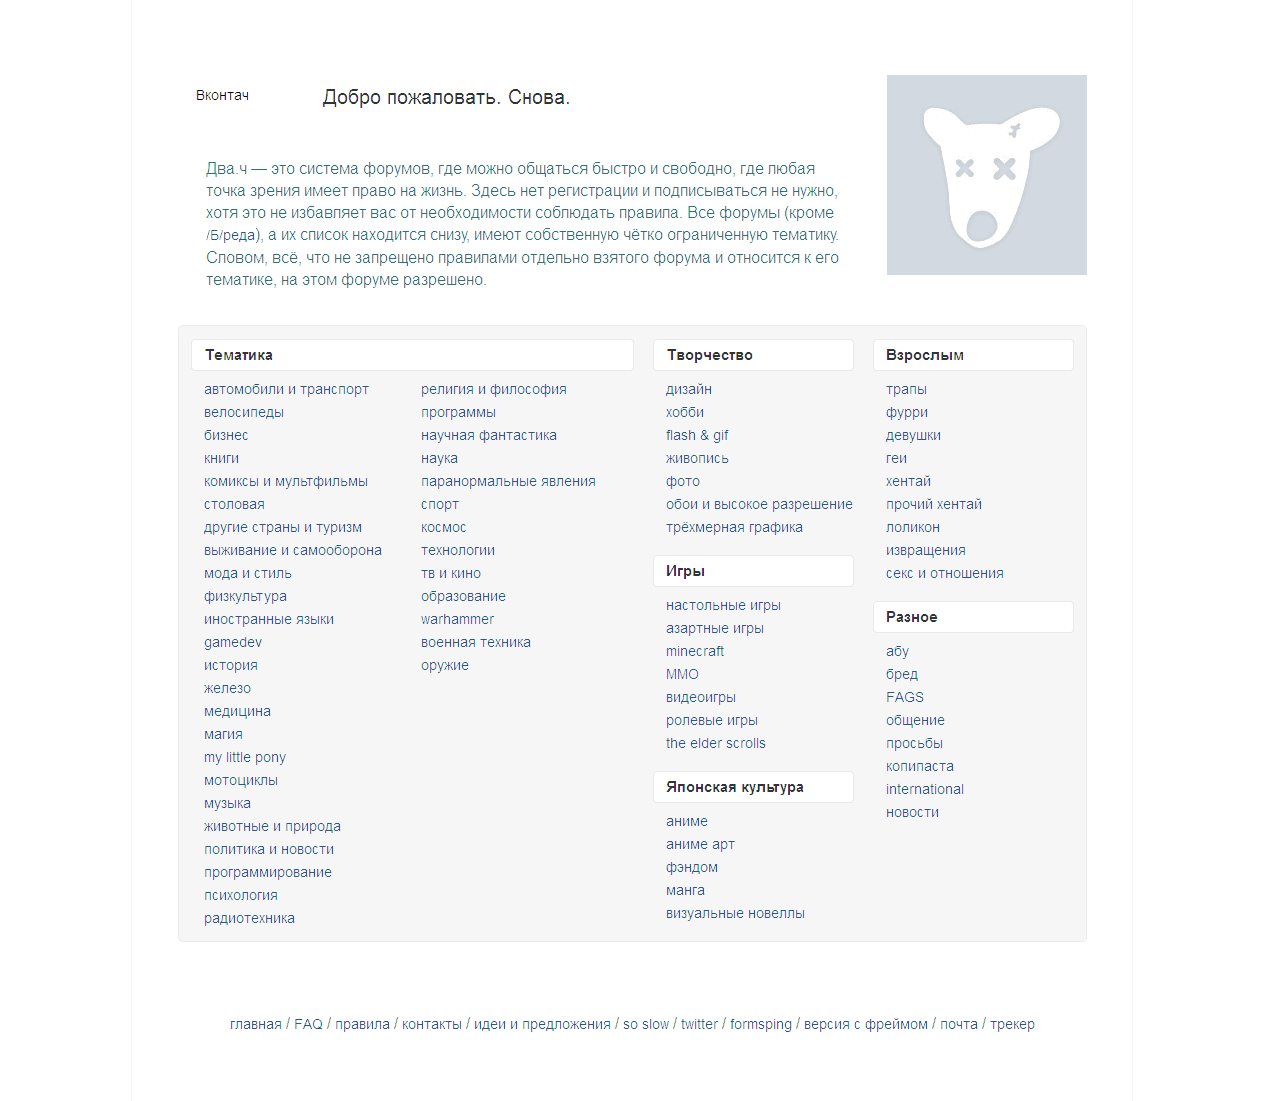 Вконтач
Добро пожаловать. Снова.
Два.ч — это система форумов, где можно общаться быстро и свободно, где любая
точка зрения имеет право на жизнь. Здесь нет регистрации и подписываться не нужно,
хотя это не избавляет вас от необходимости соблюдать правила. Все форумы (кроме
/Б/реда), а их список находится снизу, имеют собственную чётко ограниченную тематику.
Словом, всё, что не запрещено правилами отдельно взятого форума и относится к его
тематике, на этом форуме разрешено.
Тематика
автомобили и транспорт
велосипеды
бизнес
книги
комиксы и мультфильмы
столовая
другие страны и туризм
выживание и самооборона
мода и стиль
физкультура
иностранные языки
gamedev
история
железо
медицина
магия
my little pony
мотоциклы
музыка
животные и природа
политика и новости
программирование
психология
радиотехника
религия и философия
программы
научная фантастика
наука
паранормальные явления
спорт
космос
технологии
тв и кино
образование
warhammer
военная техника
оружие
Творчество
дизайн
хобби
flash & gif
живопись
фото
обои и высокое разрешение
трёхмерная графика
Игры
настольные игры
азартные игры
minecraft
ММО
видеоигры
ролевые игры
the elder scrolls
Японская культура
аниме
аниме арт
фэндом
манга
визуальные новеллы
Взрослым
трапы
фурри
девушки
геи
хентай
прочий хентай
лоликон
извращения
секс и отношения
Разное
абу
бред
FAGS
общение
просьбы
копипаста
international
новости
главная / FAQ / правила / контакты / идеи и предложения / so slow / twitter / formsping / версия с фреймом / почта / трекер